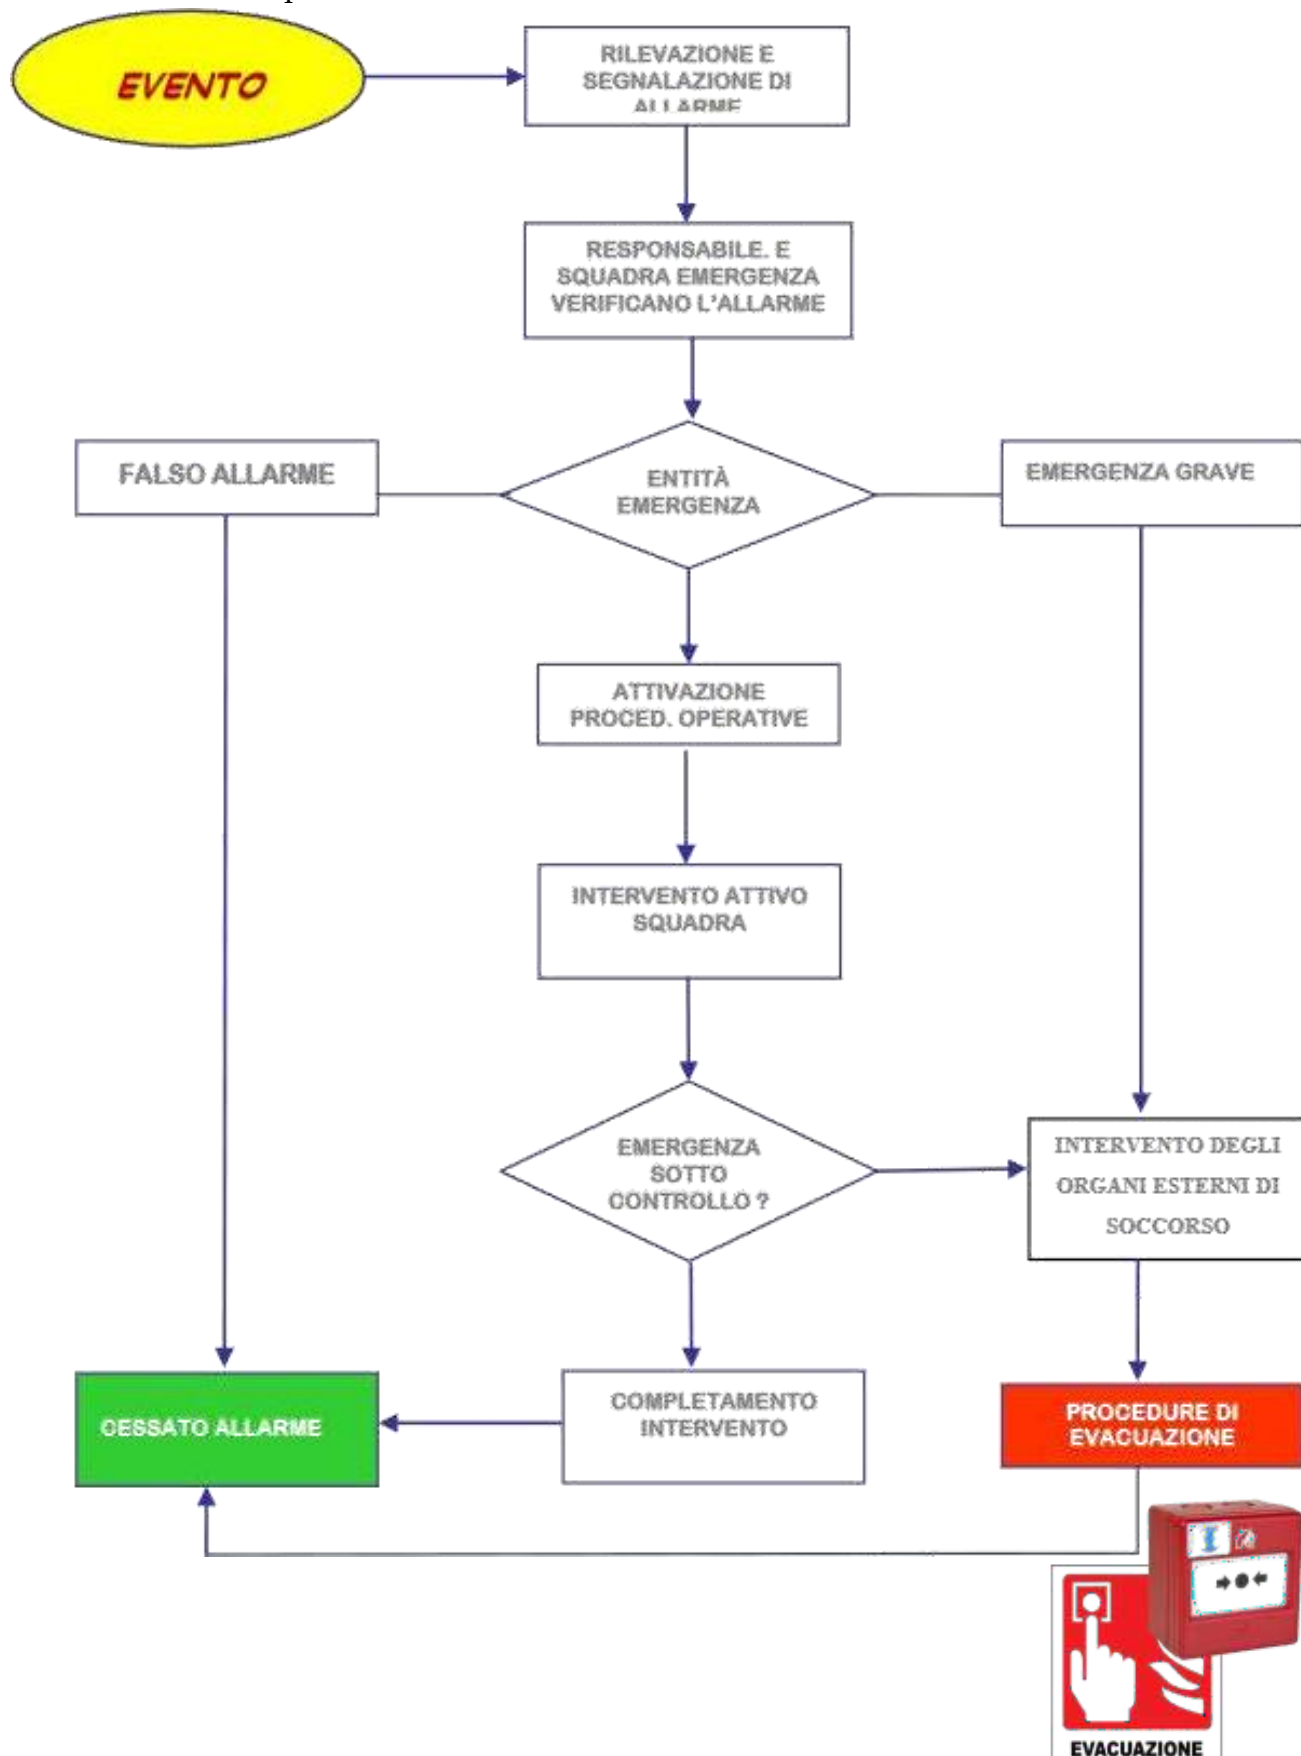 EVENTO
RILEVAZIONE E
SEGNALAZIONE DI
ALLARME
RESPONSABILE. E
SQUADRA EMERGENZA
VERIFICANO L'ALLARME
FALSO ALLARME
ENTITÀ
EMERGENZA
EMERGENZA GRAVE
ATTIVAZIONE
PROCED. OPERATIVE
INTERVENTO ATTIVO
SQUADRA
EMERGENZA
SOTTO
CONTROLLO ?
INTERVENTO DEGLI
ORGANI ESTERNI DI
SOCCORSO
CESSATO ALLARME
COMPLETAMENTO
INTERVENTO
PROCEDURE DI
EVACUAZIONE
EVACUAZIONE